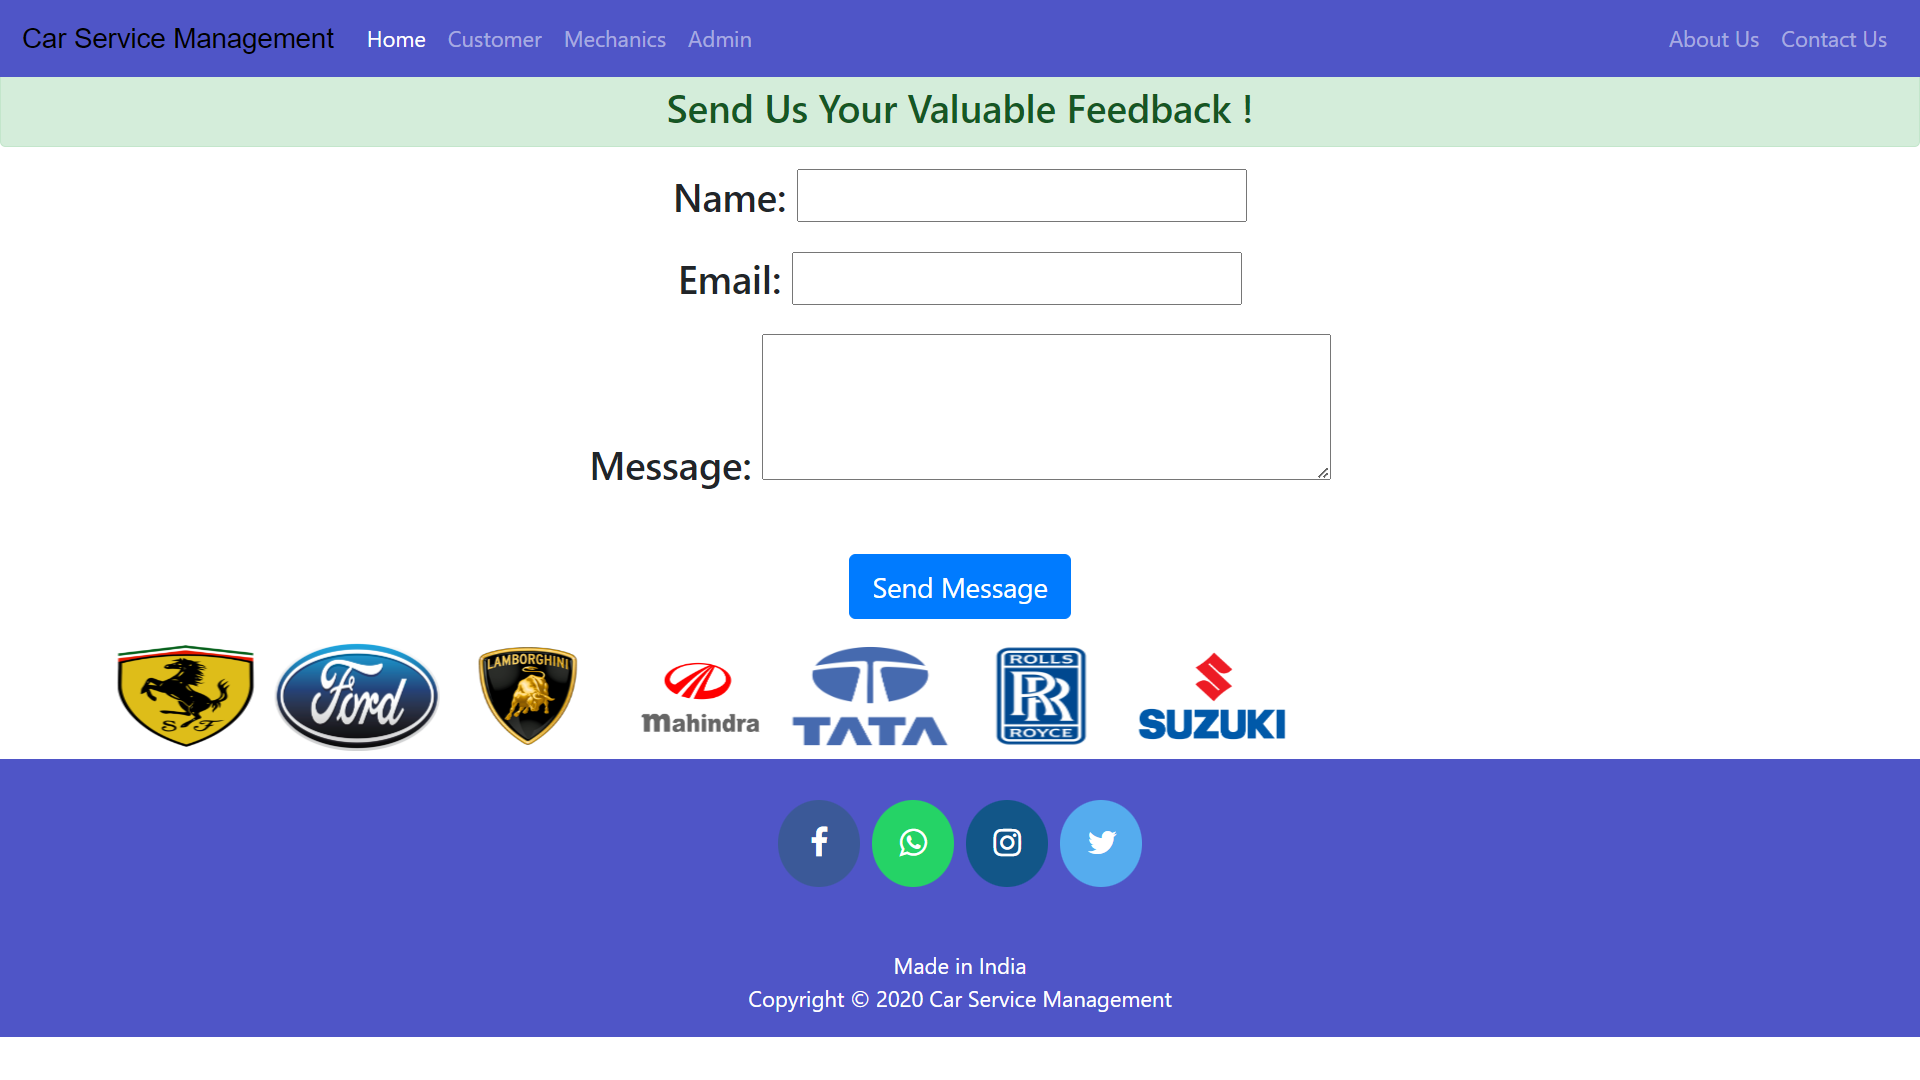 Car Service Management Home Customer Mechanics Admin About Us Contact Us
Send Us Your Valuable Feedback !
Name:
Email:
Message:
Send Message
S F
Ford
LAMBORGHINI
mahindra
TATA
ROLLS
RR
ROYCE
SUZUKI
Made in India
Copyright © 2020 Car Service Management